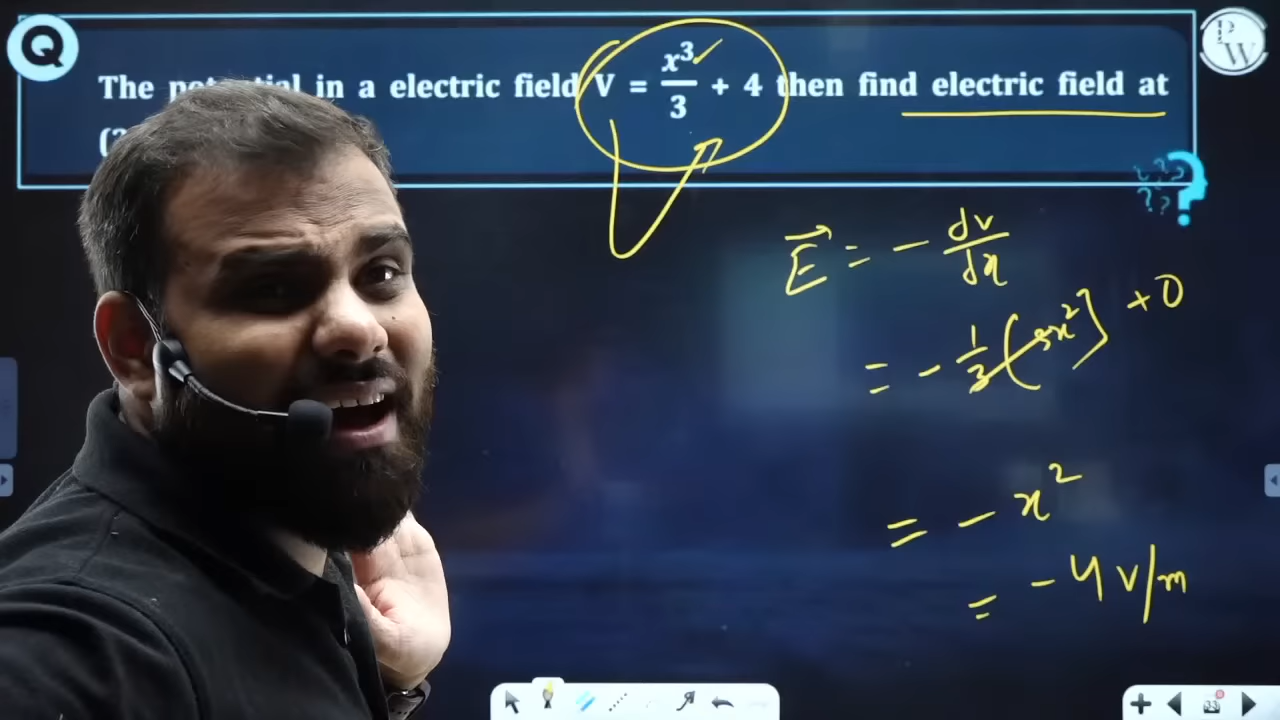 Q
The in a electric field V = x³/3 + 4 then find electric field at
PW
E⃗ = - dv/dx
= - 1/3 (3x²) + 0
= - x²
= - 4 V/m